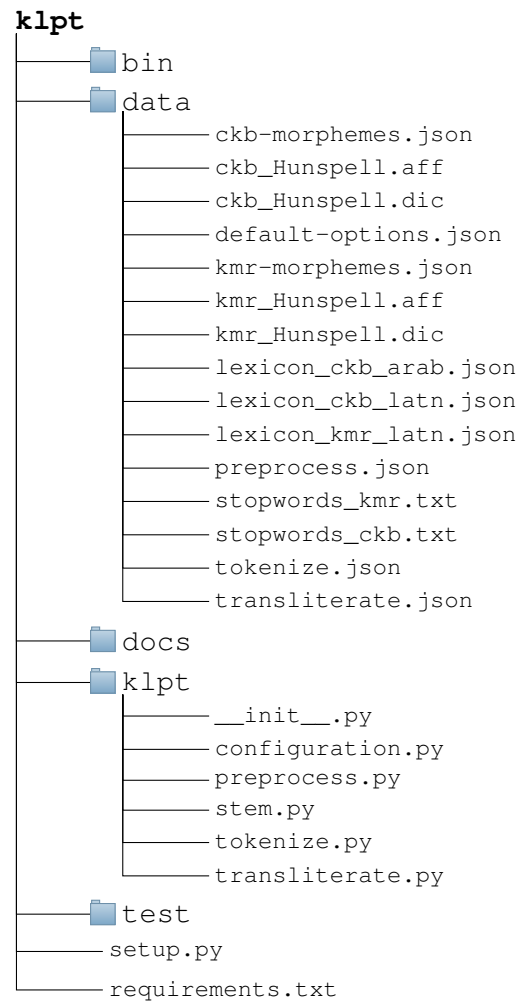 klpt
bin
data
ckb-morphemes.json
ckb_Hunspell.aff
ckb_Hunspell.dic
default-options.json
kmr-morphemes.json
kmr_Hunspell.aff
kmr_Hunspell.dic
lexicon_ckb_arab.json
lexicon_ckb_latn.json
lexicon_kmr_latn.json
preprocess.json
stopwords_kmr.txt
stopwords_ckb.txt
tokenize.json
transliterate.json
docs
klpt
__init__.py
configuration.py
preprocess.py
stem.py
tokenize.py
transliterate.py
test
setup.py
requirements.txt